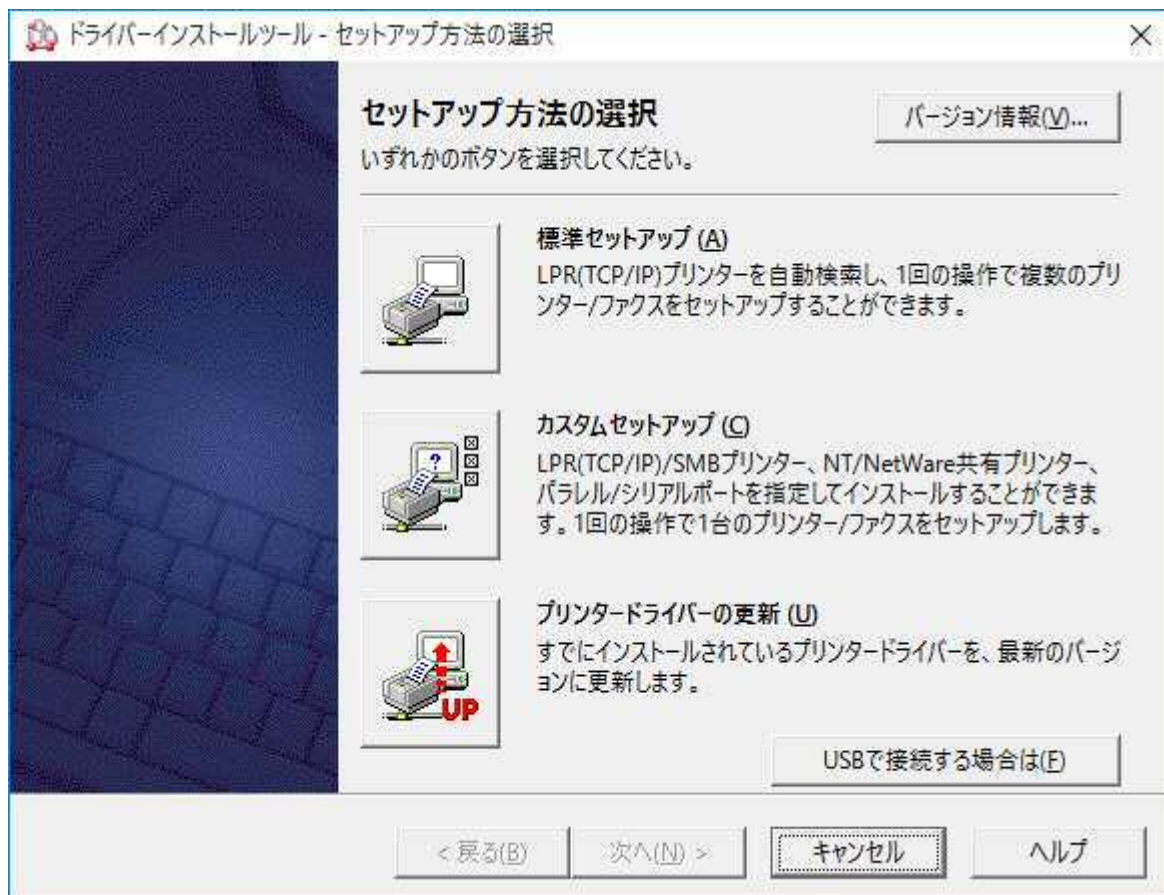 ドライバーインストールツール - セットアップ方法の選択
セットアップ方法の選択
バージョン情報(V)...
いずれかのボタンを選択してください。
標準セットアップ (A)
LPR(TCP/IP)プリンターを自動検索し、1回の操作で複数のプリ
ンター/ファクスをセットアップすることができます。
カスタムセットアップ (C)
LPR(TCP/IP)/SMBプリンター、NT/NetWare共有プリンター、
パラレル/シリアルポートを指定してインストールすることができま
す。1回の操作で1台のプリンター/ファクスをセットアップします。
プリンタードライバーの更新 (U)
すでにインストールされているプリンタードライバーを、最新のバージ
ョンに更新します。
UP
USBで接続する場合は(F)
< 戻る(B)
次へ(N) >
キャンセル
ヘルプ